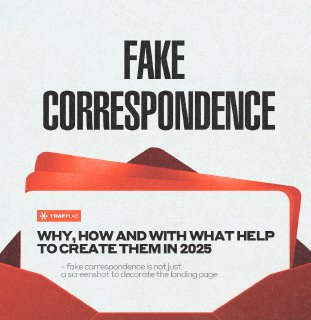 FAKE
CORRESPONDENCE
TRAFFLAB
WHY, HOW AND WITH WHAT HELP
TO CREATE THEM IN 2025
- fake correspondence is not just
a screenshot to decorate the landing page